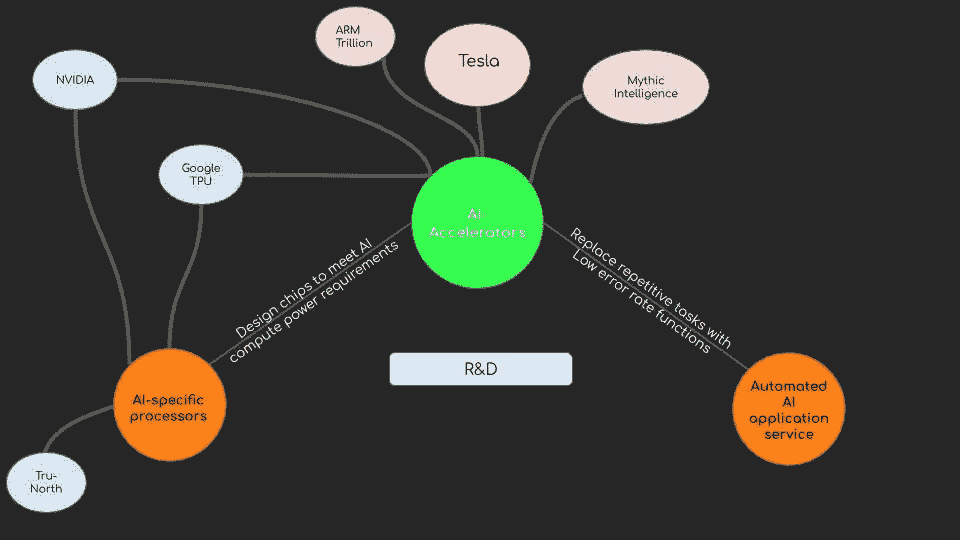 ARM
Trillion
Tesla
NVIDIA
Mythic
Intelligence
Google
TPU
AI
Accelerators
Design chips to meet AI
compute power requirements
Replace repetitive tasks with
Low error rate functions
R&D
AI-specific
processors
Automated
AI
application
service
Tru-
North